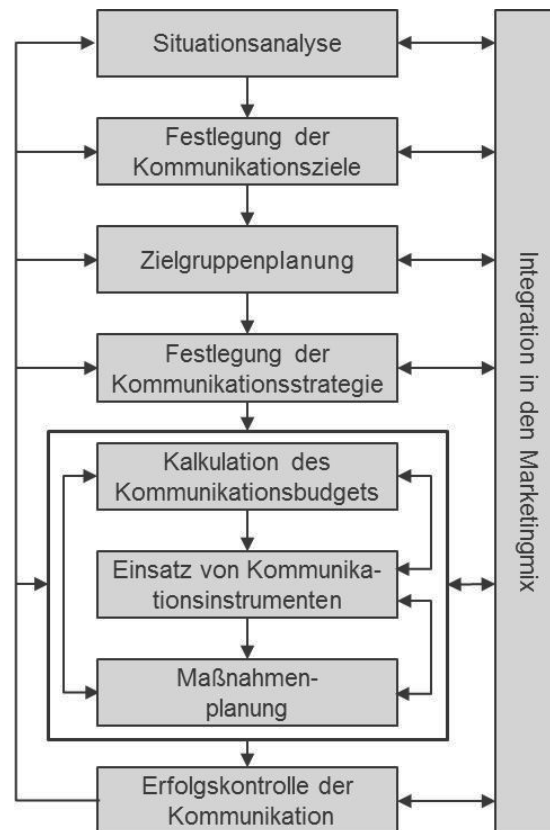 Situationsanalyse
Festlegung der
Kommunikationsziele
Zielgruppenplanung
Festlegung der
Kommunikationsstrategie
Kalkulation des
Kommunikationsbudgets
Einsatz von Kommunika-
tionsinstrumenten
Maßnahmen-
planung
Erfolgskontrolle der
Kommunikation
Integration in den Marketingmix